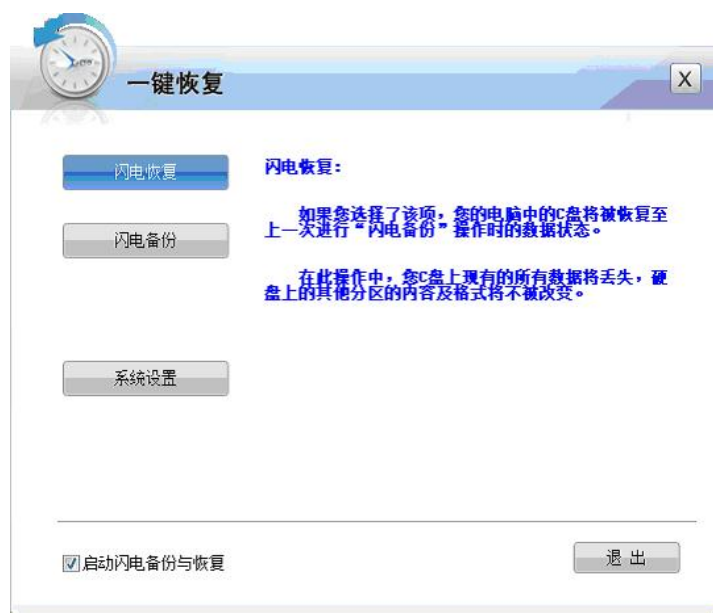 一键恢复
X
闪电恢复
闪电恢复：
如果您选择了该项，您的电脑中的C盘将被恢复至
上一次进行“闪电备份”操作时的数据状态。
闪电备份
在此操作中，您C盘上现有的所有数据将丢失，硬
盘上的其他分区的内容及格式将不被改变。
系统设置
启动闪电备份与恢复
退 出